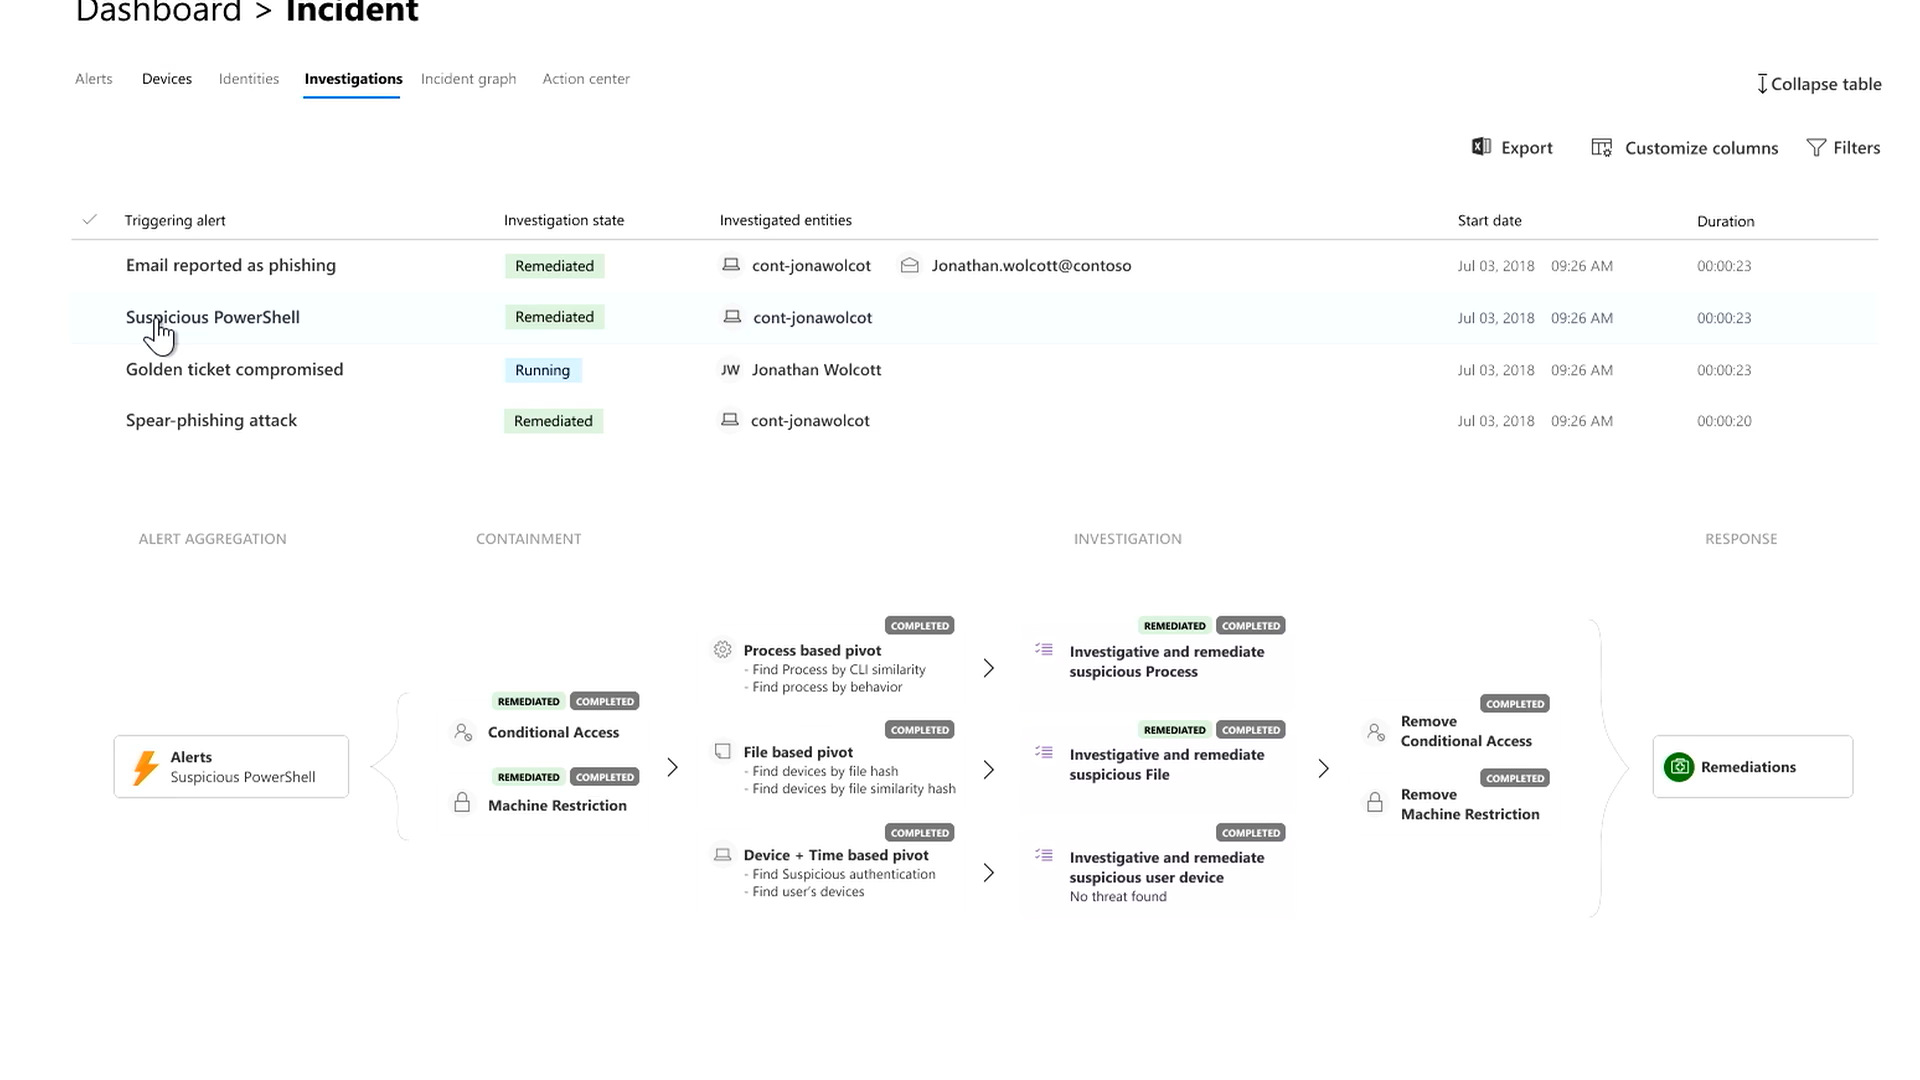 Dashboard > Incident
Alerts Devices Identities Investigations Incident graph Action center
Collapse table
Export Customize columns Filters
Triggering alert Investigation state Investigated entities Start date Duration
Email reported as phishing Remediated cont-jonawolcot Jonathan.wolcott@contoso Jul 03, 2018 09:26 AM 00:00:23
Suspicious PowerShell Remediated cont-jonawolcot Jul 03, 2018 09:26 AM 00:00:23
Golden ticket compromised Running JW Jonathan Wolcott Jul 03, 2018 09:26 AM 00:00:23
Spear-phishing attack Remediated cont-jonawolcot Jul 03, 2018 09:26 AM 00:00:20
ALERT AGGREGATION CONTAINMENT INVESTIGATION RESPONSE
Alerts
Suspicious PowerShell
REMEDIATED COMPLETED
Conditional Access
REMEDIATED COMPLETED
Machine Restriction
COMPLETED
Process based pivot
- Find Process by CLI similarity
- Find process by behavior
COMPLETED
File based pivot
- Find devices by file hash
- Find devices by file similarity hash
COMPLETED
Device + Time based pivot
- Find Suspicious authentication
- Find user's devices
REMEDIATED COMPLETED
Investigative and remediate
suspicious Process
REMEDIATED COMPLETED
Investigative and remediate
suspicious File
COMPLETED
Investigative and remediate
suspicious user device
No threat found
COMPLETED
Remove
Conditional Access
COMPLETED
Remove
Machine Restriction
Remediations